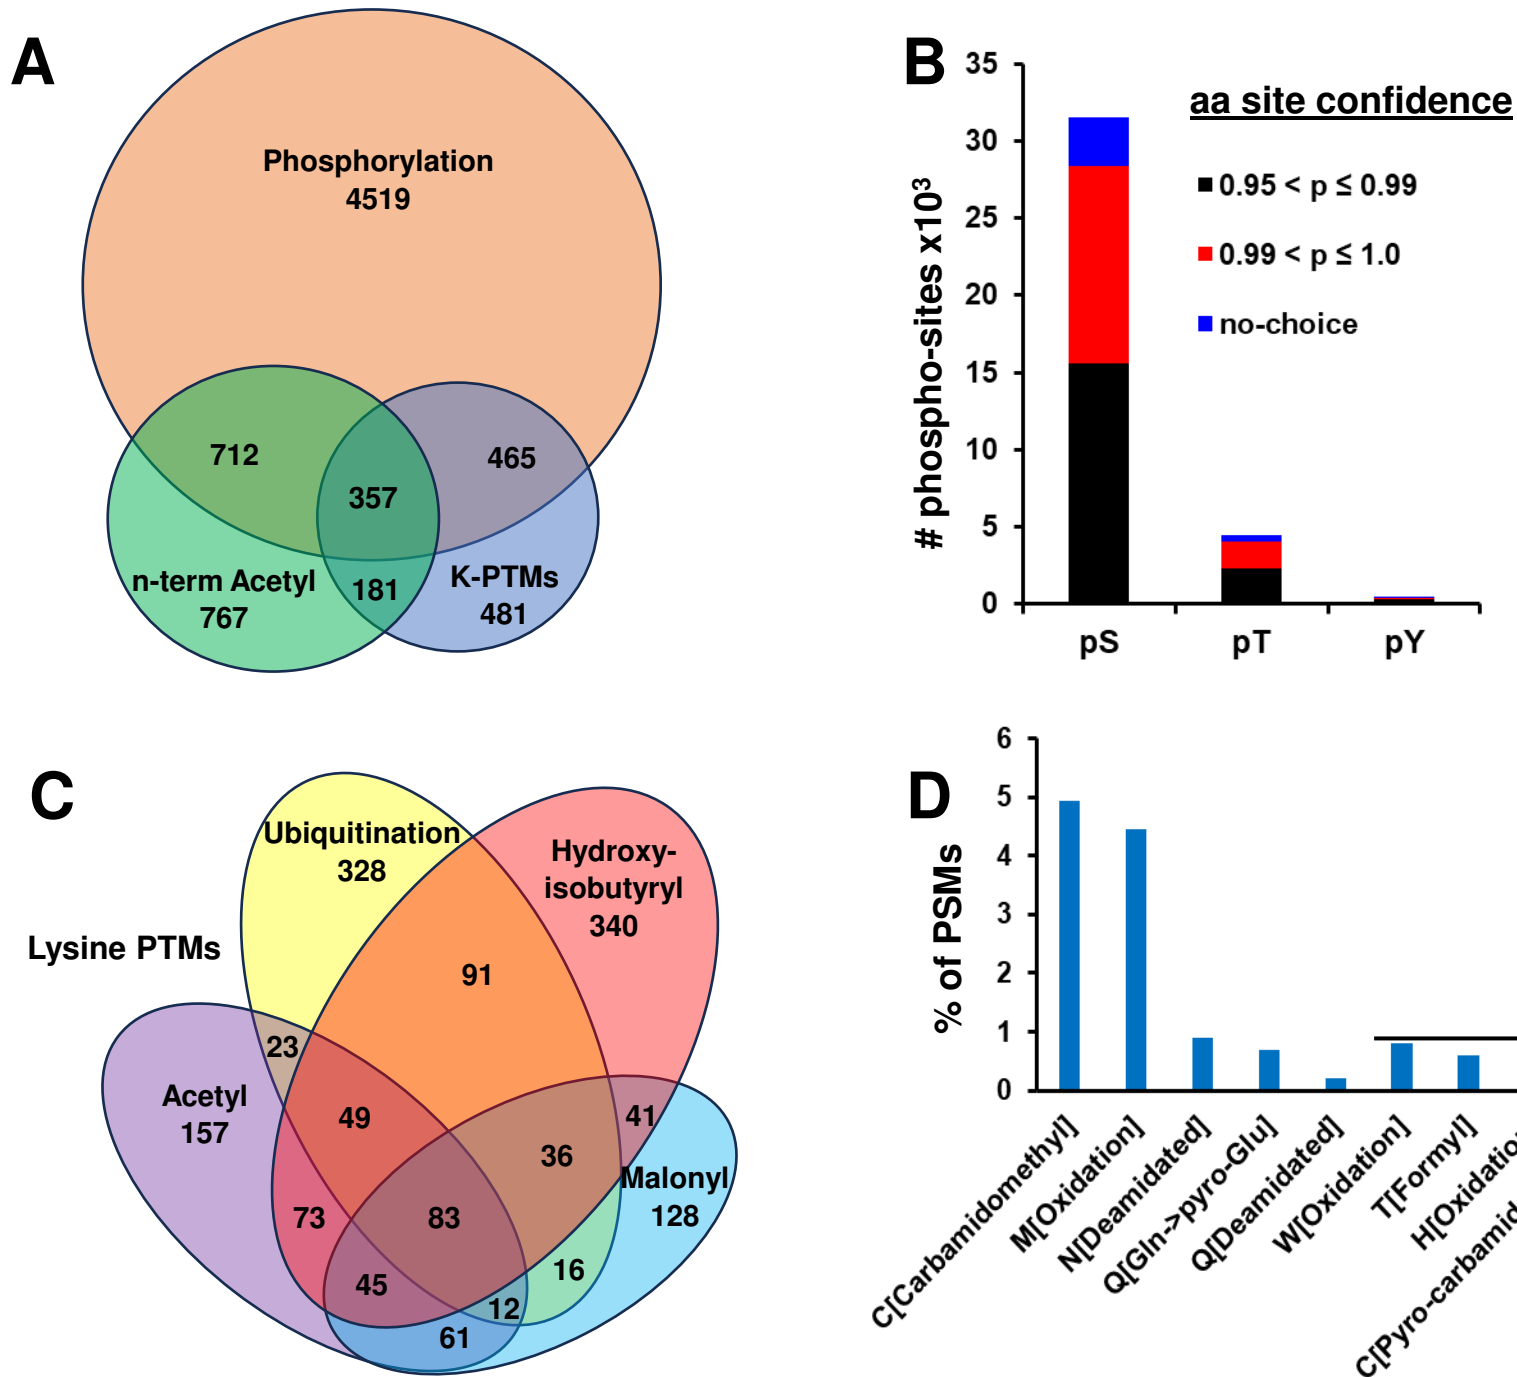 A
Phosphorylation
4519
712
465
357
n-term Acetyl
767
181
K-PTMs
481
B
# phospho-sites x10³
35
30
25
20
15
10
5
0
aa site confidence
0.95 < p ≤ 0.99
0.99 < p ≤ 1.0
no-choice
pS
pT
pY
C
Lysine PTMs
Ubiquitination
328
Hydroxy-
isobutyryl
340
91
23
Acetyl
157
49
41
36
Malonyl
128
73
83
45
16
12
61
D
% of PSMs
6
5
4
3
2
1
0
C[Carbamidomethyl]
M[Oxidation]
N[Deamidated]
Q[Gln->pyro-Glu]
Q[Deamidated]
W[Oxidation]
T[Formyl]
H[Oxidation
C[Pyro-carbamid